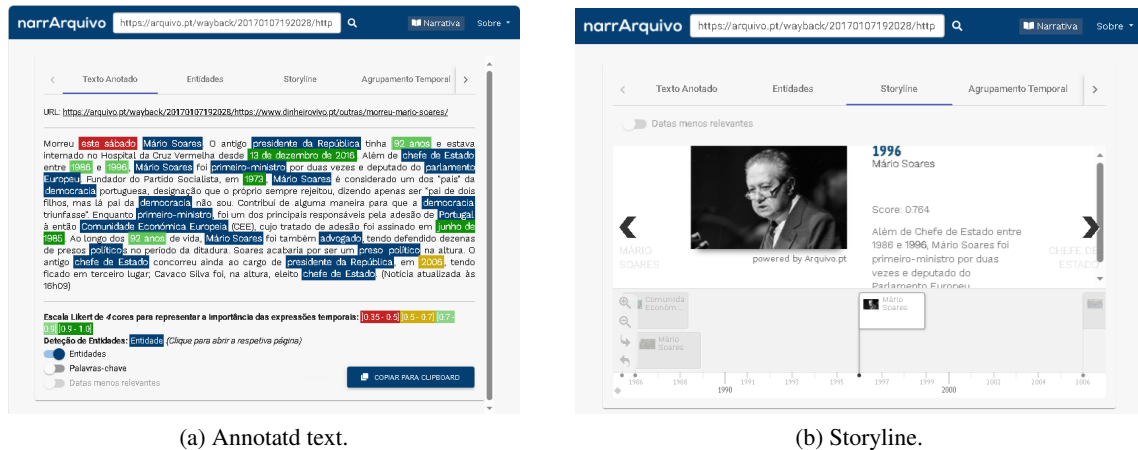 narrArquivo https://arquivo.pt/wayback/20170107192028/http Narrativa Sobre
Texto Anotado Entidades Storyline Agrupamento Temporal
URL: https://arquivo.pt/wayback/20170107192028/https://www.dinheirovivo.pt/outras/morreu-mario-soares/
Morreu este sábado Mário Soares. O antigo presidente da República tinha 92 anos e estava
internado no Hospital da Cruz Vermelha desde 13 de dezembro de 2016. Além de chefe de Estado
entre 1986 e 1996, Mário Soares foi primeiro-ministro por duas vezes e deputado do parlamento
Europeu. Fundador do Partido Socialista, em 1973, Mário Soares é considerado um dos "pais" da
democracia portuguesa, designação que o próprio sempre rejeitou, dizendo apenas ser "pai de dois
filhos, mas lá pai da democracia não sou. Contribuí de alguma maneira para que a democracia
triunfasse". Enquanto primeiro-ministro, foi um dos principais responsáveis pela adesão de Portugal
à então Comunidade Económica Europeia (CEE), cujo tratado de adesão foi assinado em junho de
1985. Ao longo dos 92 anos de vida, Mário Soares foi também advogado, tendo defendido dezenas
de presos políticos no período da ditadura. Soares acabaria por ser um preso político na altura. O
antigo chefe de Estado concorreu ainda ao cargo de presidente da República, em 2006, tendo
ficado em terceiro lugar; Cavaco Silva foi, na altura, eleito chefe de Estado. (Notícia atualizada às
16h09)
Escala Likert de 4 cores para representar a importância das expressões temporais: [0.35 - 0.5[ [0.5 - 0.7[ [0.7 -
0.9[ [0.9 - 1.0]
Deteção de Entidades: Entidade (Clique para abrir a respetiva página)
Entidades
Palavras-chave
Datas menos relevantes
COPIAR PARA CLIPBOARD
(a) Annotatd text.
narrArquivo https://arquivo.pt/wayback/20170107192028/http Narrativa Sobre
Texto Anotado Entidades Storyline Agrupamento Temporal
Datas menos relevantes
1996
Mário Soares
Score: 0.764
Além de Chefe de Estado entre
1986 e 1996, Mário Soares foi
primeiro-ministro por duas
vezes e deputado do
Parlamento Europeu
MÁRIO
SOARES
powered by Arquivo.pt
CHEFE DE
ESTADO
Comunida
Económ...
Mário
Soares
Mário
Soares
1986 1988 1990 1991 1993 1995 1997 1999 2000 2002 2004 2006
(b) Storyline.